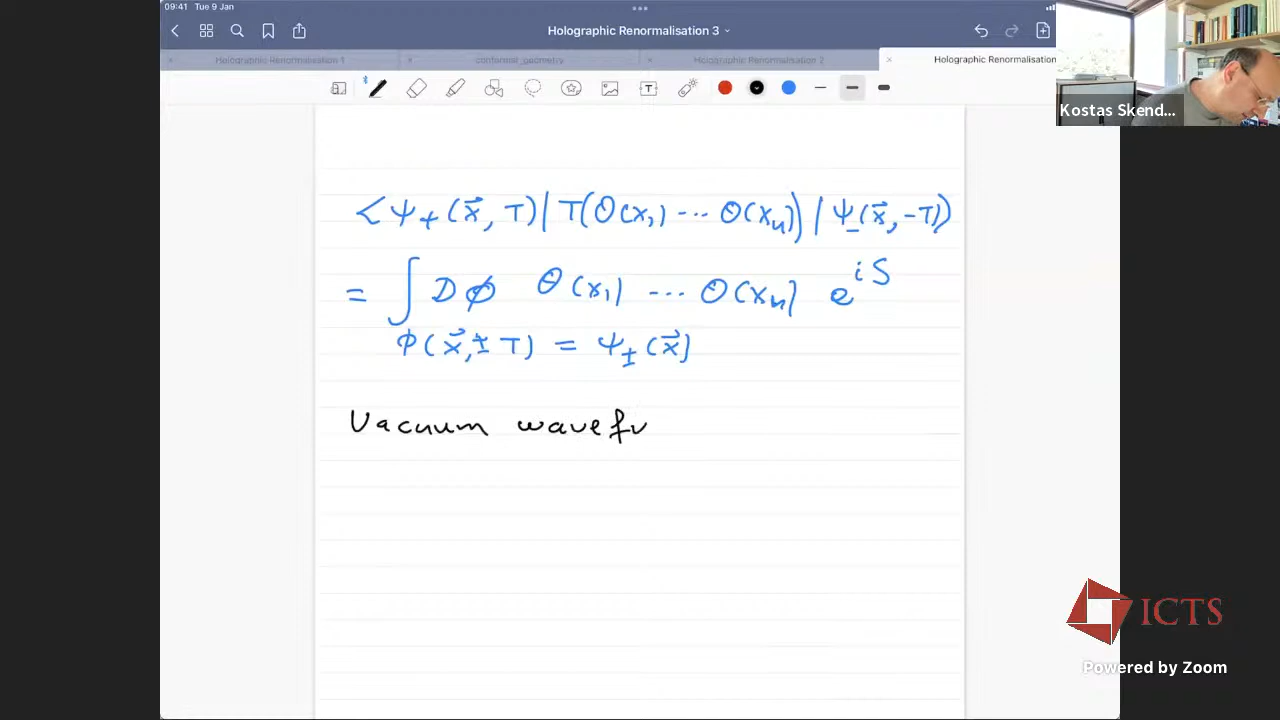 09:41 Tue 9 Jan
Holographic Renormalisation 3
Holographic Renormalisation 1
conformal_geometry
Holographic Renormalisation 2
Holographic Renormalisation
Kostas Skend...
<Ψ₊(x⃗, T)| T(O(x₁) ... O(xₙ)) |Ψ₋(x⃗, -T)>
= ∫ Dϕ O(x₁) ... O(xₙ) e^{iS}
ϕ(x⃗, ±T) = Ψ±(x⃗)
Vacuum wavefu
ICTS
Powered by Zoom